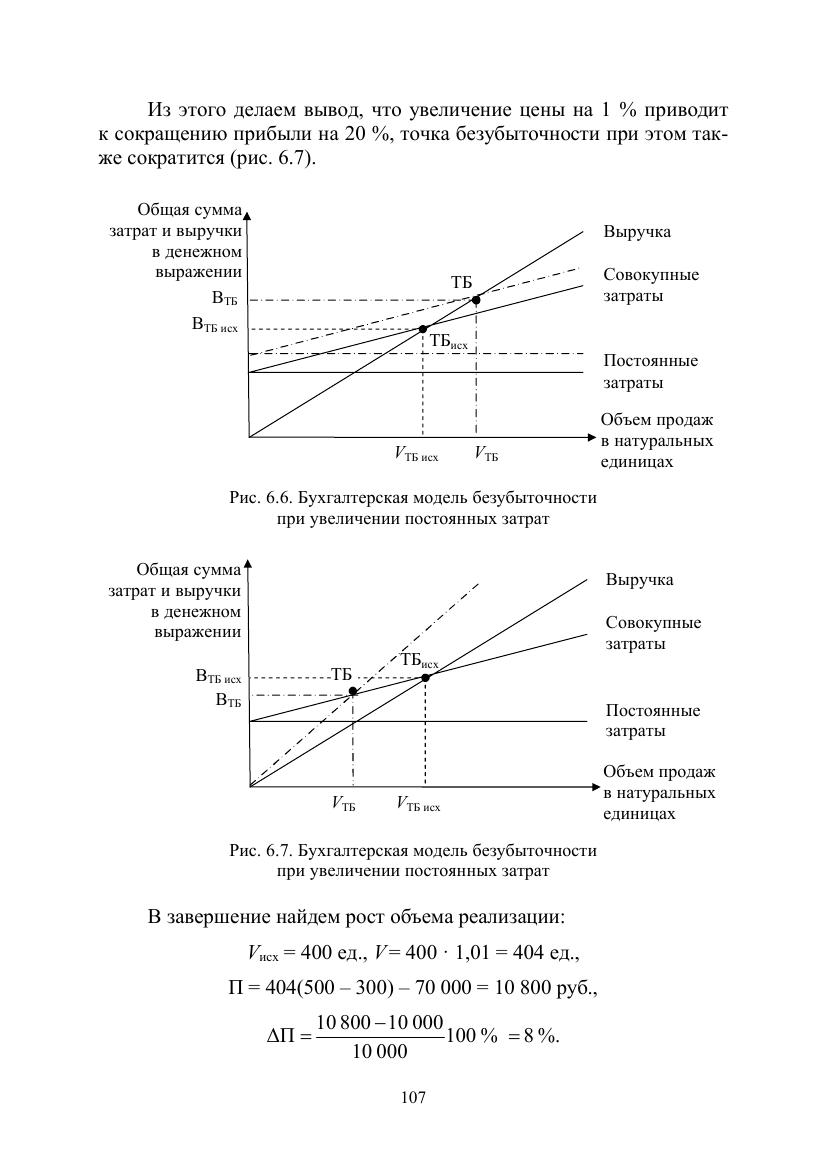 Из этого делаем вывод, что увеличение цены на 1 % приводит
к сокращению прибыли на 20 %, точка безубыточности при этом так-
же сократится (рис. 6.7).
Общая сумма
затрат и выручки
в денежном
выражении
Выручка
Совокупные
затраты
ТБ
ВТБ
ВТБ исх
ТБисх
Постоянные
затраты
Объем продаж
в натуральных
единицах
VТБ исх VТБ
Рис. 6.6. Бухгалтерская модель безубыточности
при увеличении постоянных затрат
Общая сумма
затрат и выручки
в денежном
выражении
Выручка
Совокупные
затраты
ТБисх
ТБ
ВТБ исх
ВТБ
Постоянные
затраты
Объем продаж
в натуральных
единицах
VТБ VТБ исх
Рис. 6.7. Бухгалтерская модель безубыточности
при увеличении постоянных затрат
В завершение найдем рост объема реализации:
Vисх = 400 ед., V = 400 · 1,01 = 404 ед.,
П = 404(500 – 300) – 70 000 = 10 800 руб.,
ΔП = (10 800 – 10 000) / 10 000 100 % = 8 %.
107